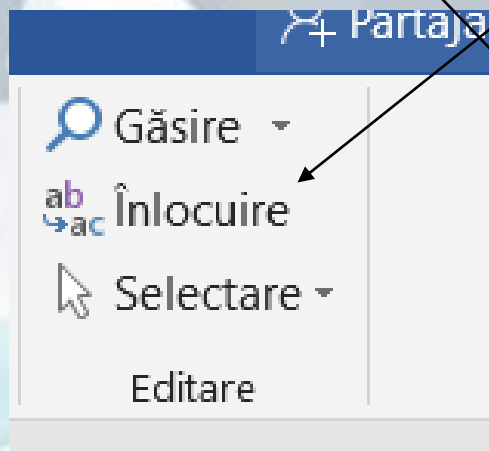 Partaja
Găsire
ab
ac Înlocuire
Selectare
Editare